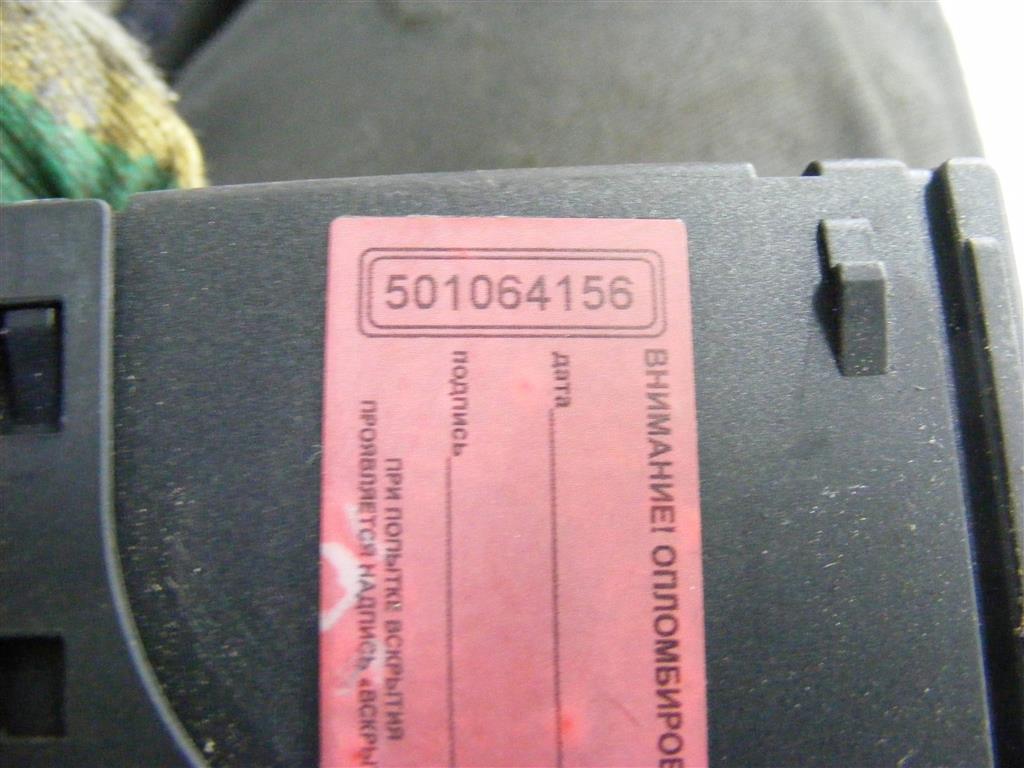 501064156
ВНИМАНИЕ! ОПЛОМБИРОВ
дата
подпись
ПРИ ПОПЫТКЕ ВСКРЫТИЯ
ПРОЯВЛЯЕТСЯ НАДПИСЬ «ВСКРЫ